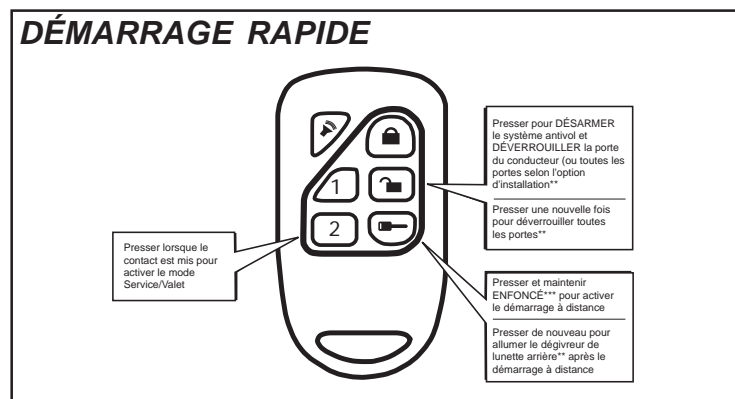 DÉMARRAGE RAPIDE
Presser pour DÉSARMER
le système antivol et
DÉVERROUILLER la porte
du conducteur (ou toutes les
portes selon l'option
d'installation**
Presser une nouvelle fois
pour déverrouiller toutes
les portes**
1
2
Presser lorsque le
contact est mis pour
activer le mode
Service/Valet
Presser et maintenir
ENFONCÉ*** pour activer
le démarrage à distance
Presser de nouveau pour
allumer le dégivreur de
lunette arrière** après le
démarrage à distance